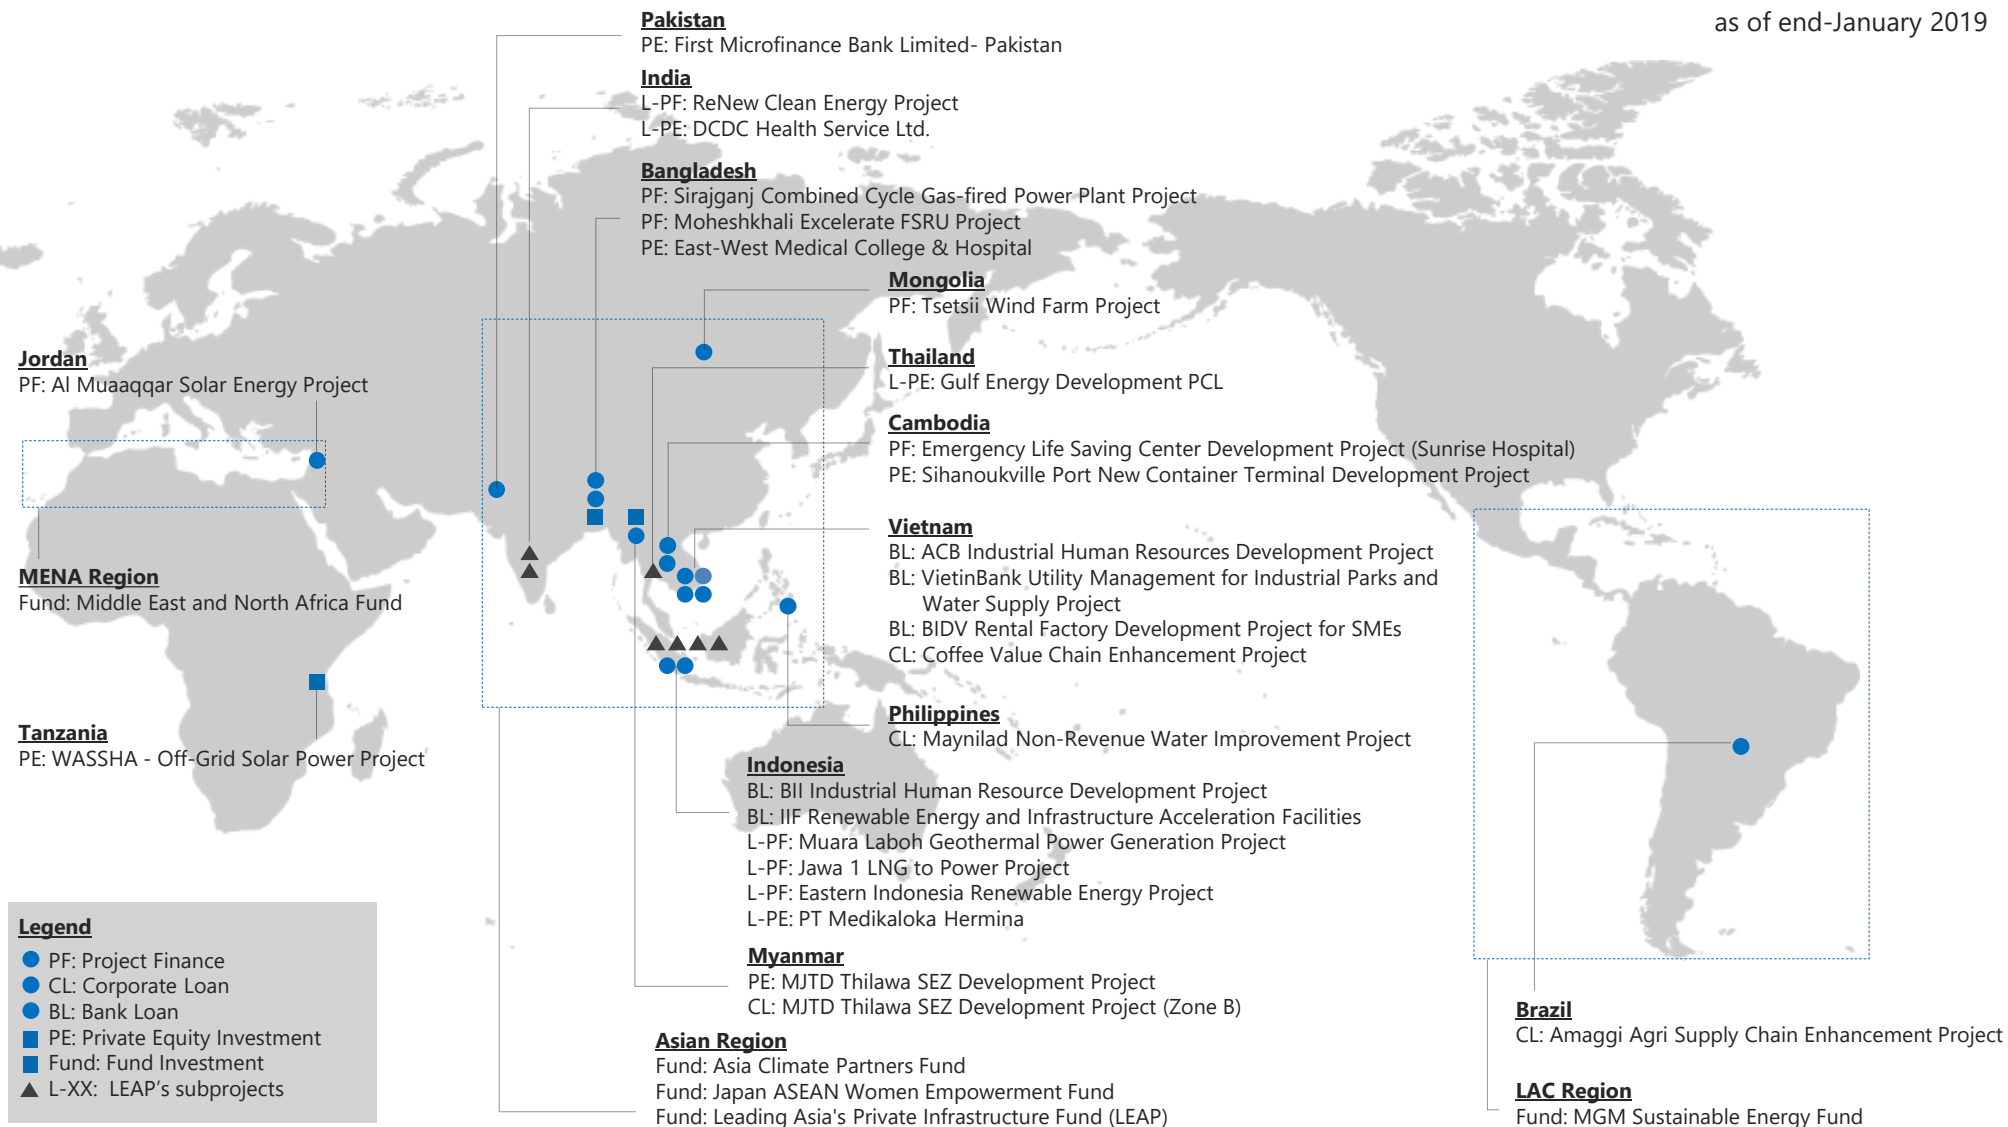 as of end-January 2019
Pakistan
PE: First Microfinance Bank Limited- Pakistan
India
L-PF: ReNew Clean Energy Project
L-PE: DCDC Health Service Ltd.
Bangladesh
PF: Sirajganj Combined Cycle Gas-fired Power Plant Project
PF: Moheshkhali Excelerate FSRU Project
PE: East-West Medical College & Hospital
Mongolia
PF: Tsetsii Wind Farm Project
Jordan
PF: Al Muaaqqar Solar Energy Project
Thailand
L-PE: Gulf Energy Development PCL
Cambodia
PF: Emergency Life Saving Center Development Project (Sunrise Hospital)
PE: Sihanoukville Port New Container Terminal Development Project
Vietnam
BL: ACB Industrial Human Resources Development Project
BL: VietinBank Utility Management for Industrial Parks and
Water Supply Project
BL: BIDV Rental Factory Development Project for SMEs
CL: Coffee Value Chain Enhancement Project
MENA Region
Fund: Middle East and North Africa Fund
Tanzania
PE: WASSHA - Off-Grid Solar Power Project
Philippines
CL: Maynilad Non-Revenue Water Improvement Project
Indonesia
BL: BII Industrial Human Resource Development Project
BL: IIF Renewable Energy and Infrastructure Acceleration Facilities
L-PF: Muara Laboh Geothermal Power Generation Project
L-PF: Jawa 1 LNG to Power Project
L-PF: Eastern Indonesia Renewable Energy Project
L-PE: PT Medikaloka Hermina
Myanmar
PE: MJTD Thilawa SEZ Development Project
CL: MJTD Thilawa SEZ Development Project (Zone B)
Asian Region
Fund: Asia Climate Partners Fund
Fund: Japan ASEAN Women Empowerment Fund
Fund: Leading Asia's Private Infrastructure Fund (LEAP)
Brazil
CL: Amaggi Agri Supply Chain Enhancement Project
LAC Region
Fund: MGM Sustainable Energy Fund
Legend
PF: Project Finance
CL: Corporate Loan
BL: Bank Loan
PE: Private Equity Investment
Fund: Fund Investment
L-XX: LEAP's subprojects